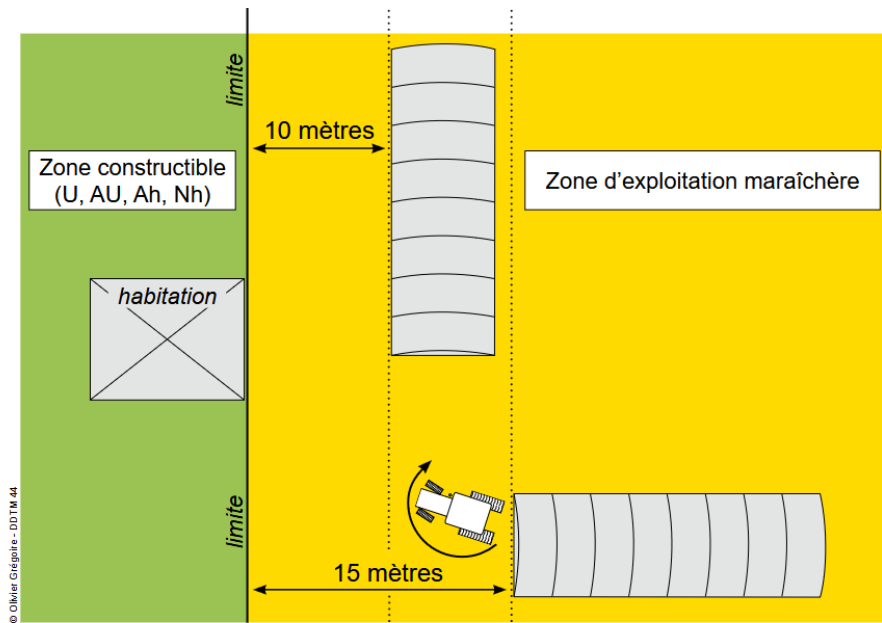 limite
10 mètres
Zone constructible
(U, AU, Ah, Nh)
Zone d'exploitation maraîchère
habitation
limite
15 mètres
© Olivier Grégoire - DDTM 44